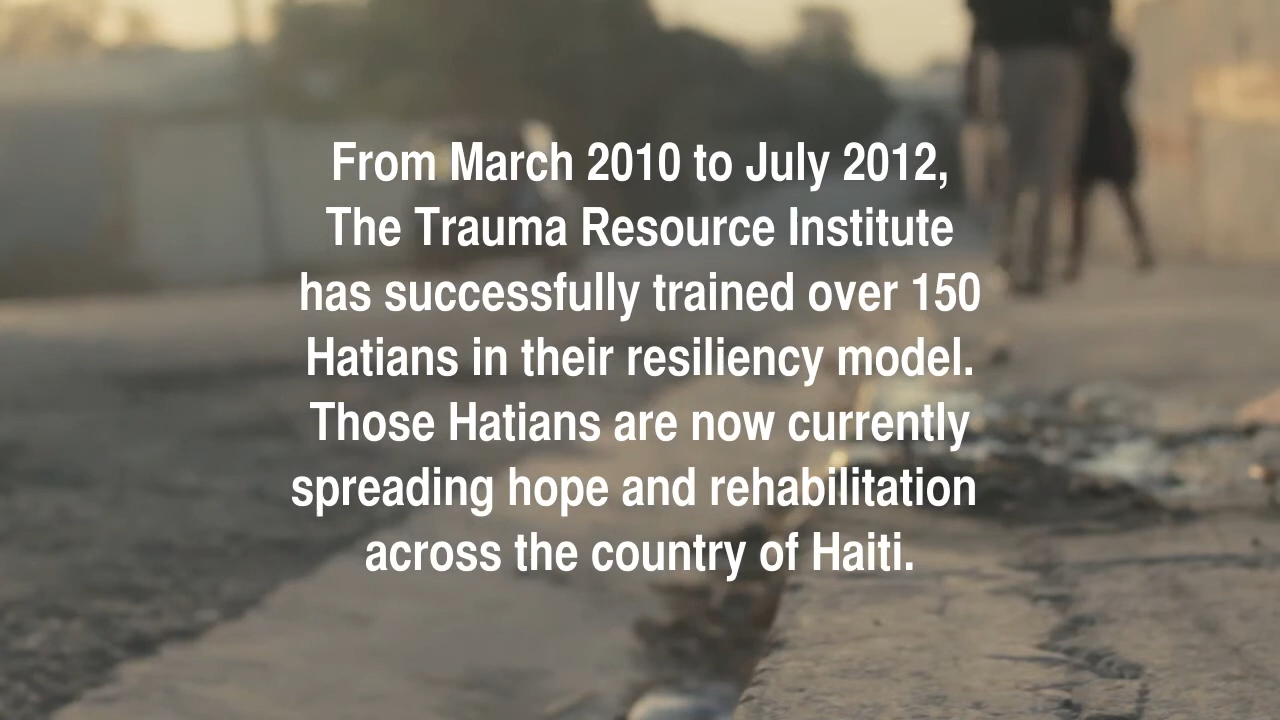 From March 2010 to July 2012,
The Trauma Resource Institute
has successfully trained over 150
Hatians in their resiliency model.
Those Hatians are now currently
spreading hope and rehabilitation
across the country of Haiti.